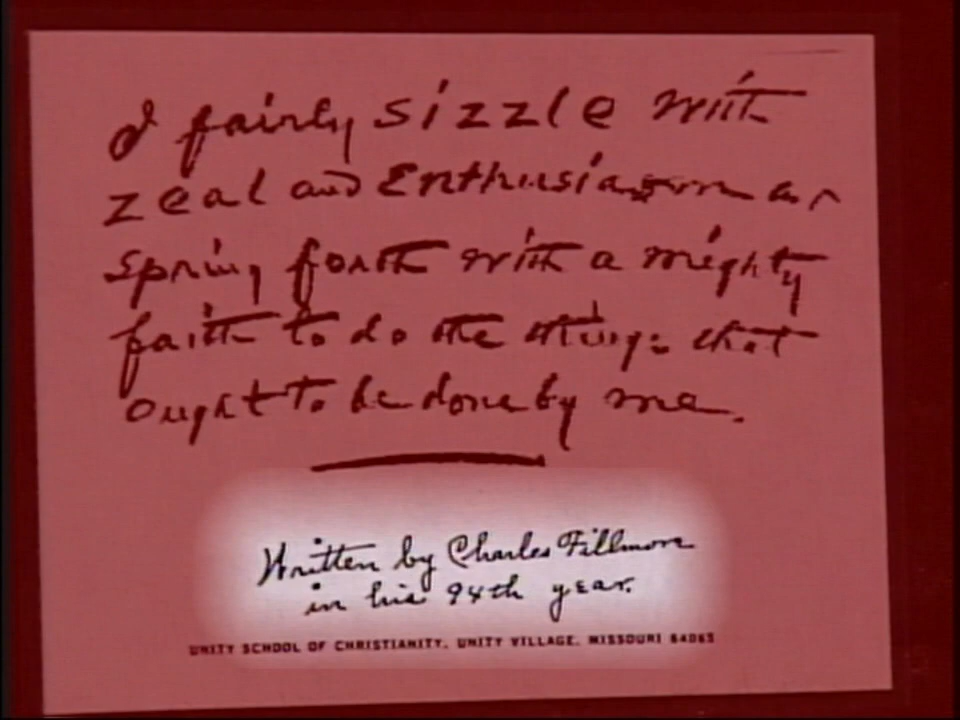 I fairly sizzle with
zeal and Enthusiasm as I
spring forth with a mighty
faith to do the things that
ought to be done by me.
Written by Charles Fillmore
in his 94th year.
UNITY SCHOOL OF CHRISTIANITY, UNITY VILLAGE, MISSOURI 64065